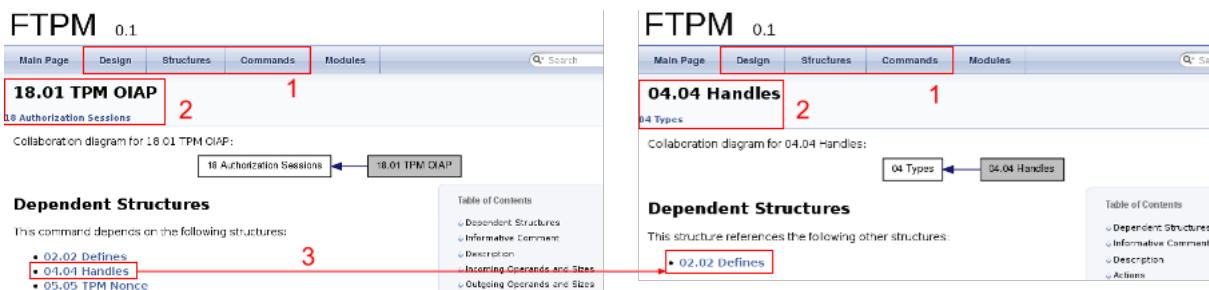 FTPM 0.1
Main Page Design Structures Commands Modules Search
1
18.01 TPM OIAP
2
18 Authorization Sessions
Collaboration diagram for 18 01 TPM OIAP:
18 Authorization Sessions 18.01 TPM OIAP
Dependent Structures
This command depends on the following structures:
• 02.02 Defines
• 04.04 Handles
• 05.05 TPM Nonce
Table of Contents
Dependent Structures
Informative Comment
Description
Incoming Operands and Sizes
Outgoing Operands and Sizes
3
FTPM 0.1
Main Page Design Structures Commands Modules
1
04.04 Handles
2
04 Types
Collaboration diagram for 04.04 Handles:
04 Types 04.04 Handles
Dependent Structures
This structure references the following other structures:
• 02.02 Defines
Table of Contents
Dependent Structures
Informative Comment
Description
Actions